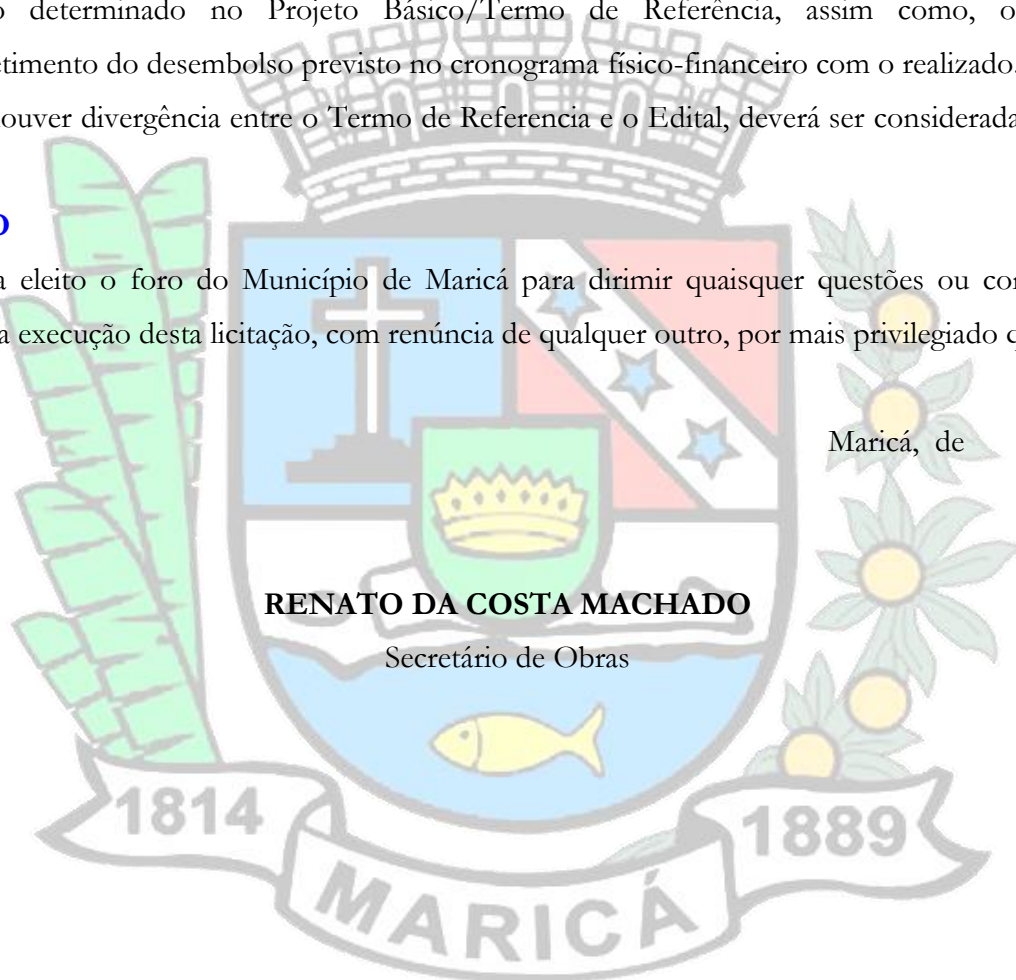 determinado no Projeto Básico/Termo de Referência, assim como, o
etimento do desembolso previsto no cronograma físico-financeiro com o realizado.
ouver divergência entre o Termo de Referencia e o Edital, deverá ser considerada
O
a eleito o foro do Município de Maricá para dirimir quaisquer questões ou con
a execução desta licitação, com renúncia de qualquer outro, por mais privilegiado q
Maricá, de
RENATO DA COSTA MACHADO
Secretário de Obras
1814
1889
MARICÁ